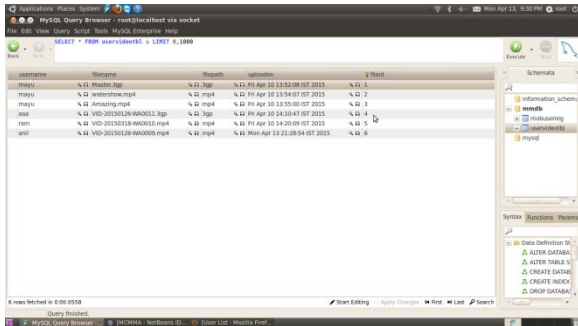 Applications Places System Mon Apr 13, 9:30 PM root
MySQL Query Browser - root@localhost via socket
File Edit View Query Script Tools MySQL Enterprise Help
SELECT * FROM uservideotbl u LIMIT 0,1000
Back Next Execute Stop
username filename filepath uploadon fileid
mayu Master.3gp 3gp Fri Apr 10 13:52:08 IST 2015 1
mayu watershow.mp4 mp4 Fri Apr 10 13:54:07 IST 2015 2
mayu Amazing.mp4 mp4 Fri Apr 10 13:55:00 IST 2015 3
aaa VID-20150126-WA0011.3gp 3gp Fri Apr 10 14:10:47 IST 2015 4
ram VID-20150318-WA0010.mp4 mp4 Fri Apr 10 14:20:09 IST 2015 5
anil VID-20150126-WA0009.mp4 mp4 Mon Apr 13 21:28:54 IST 2015 6
Schemata
information_schema
mmdb
mobuserreg
uservideotbl
mysql
Syntax Functions Params
Data Definition St
ALTER DATABA
ALTER TABLE S
CREATE DATAB
CREATE INDEX
DROP DATABA
6 rows fetched in 0:00.0558 Start Editing Apply Changes First Last Search
Query finished.
MySQL Query Browser -... [MCMMA - NetBeans ID... [User List - Mozilla Firef...